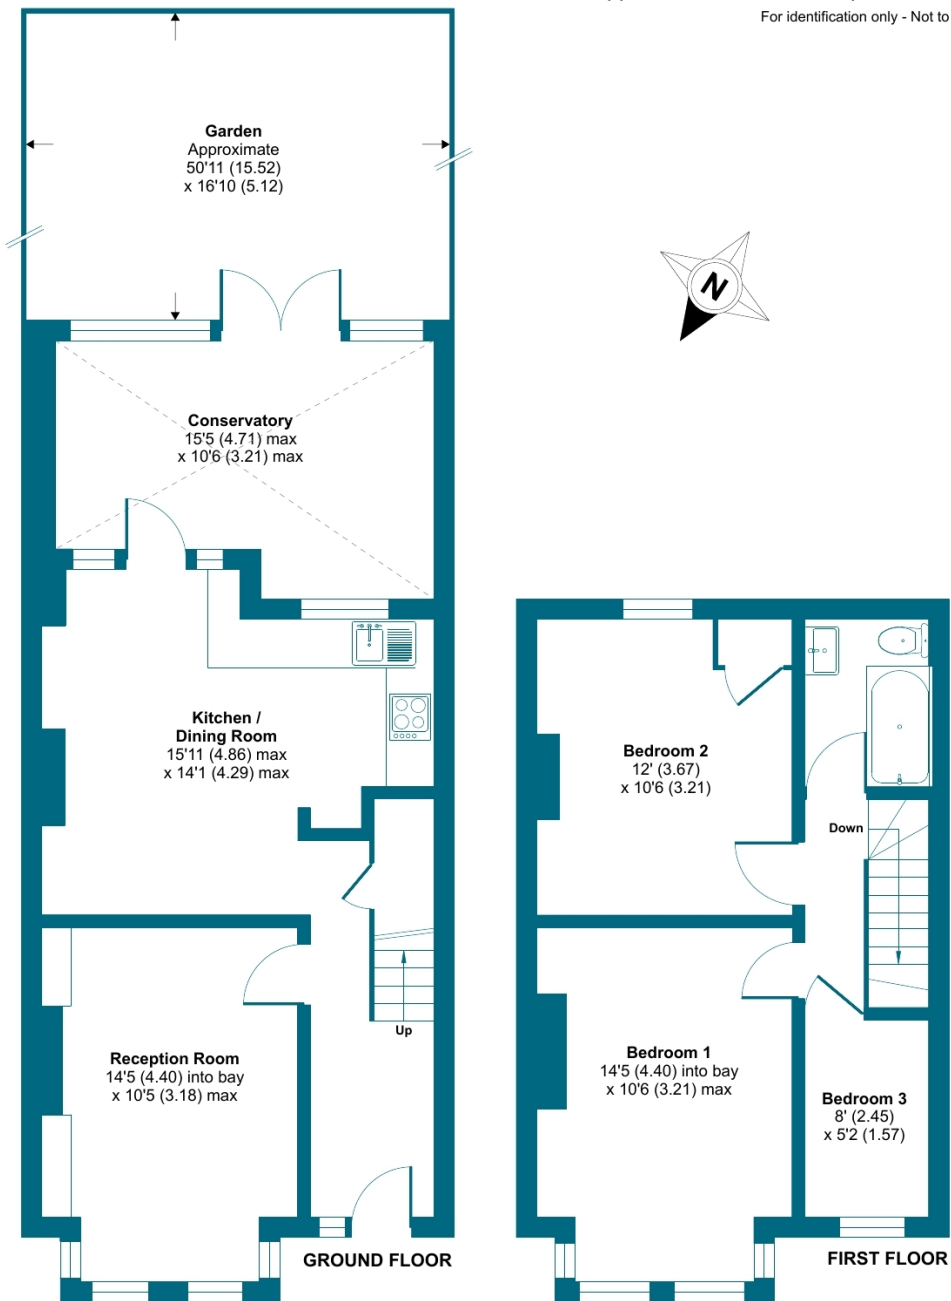 For identification only - Not to
Garden
Approximate
50'11 (15.52)
x 16'10 (5.12)
N
Conservatory
15'5 (4.71) max
x 10'6 (3.21) max
Kitchen /
Dining Room
15'11 (4.86) max
x 14'1 (4.29) max
Bedroom 2
12' (3.67)
x 10'6 (3.21)
Down
Up
Reception Room
14'5 (4.40) into bay
x 10'5 (3.18) max
Bedroom 1
14'5 (4.40) into bay
x 10'6 (3.21) max
Bedroom 3
8' (2.45)
x 5'2 (1.57)
GROUND FLOOR
FIRST FLOOR